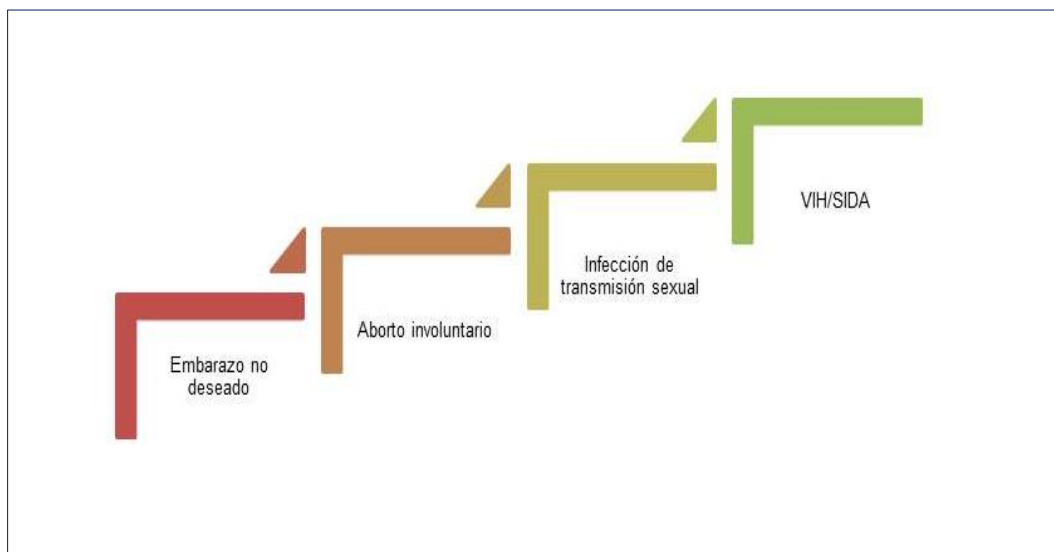 Embarazo no
deseado
Aborto involuntario
Infección de
transmisión sexual
VIH/SIDA